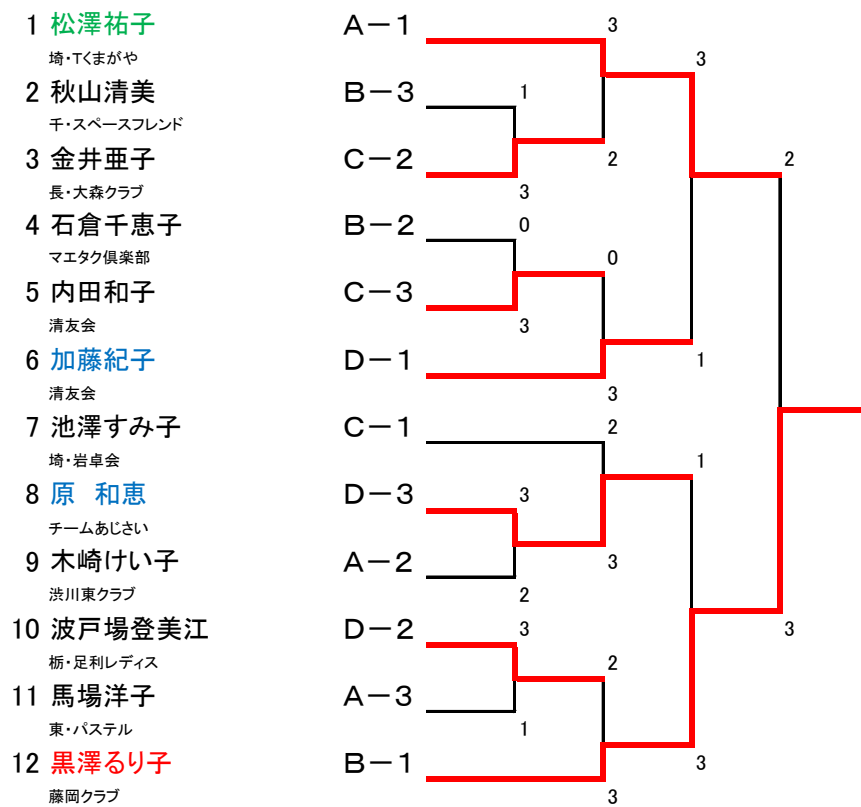 1 松澤祐子 A－1 3
埼・Tくまがや 3
2 秋山清美 B－3 1
千・スペースフレンド
3 金井亜子 C－2 2 2
長・大森クラブ 3
4 石倉千恵子 B－2 0
マエタク倶楽部 0
5 内田和子 C－3
清友会 3
6 加藤紀子 D－1 1
清友会 3
7 池澤すみ子 C－1 2
埼・岩卓会 1
8 原　和恵 D－3 3
チームあじさい
9 木崎けい子 A－2 3
渋川東クラブ 2
10 波戸場登美江 D－2 3 3
栃・足利レディス 2
11 馬場洋子 A－3
東・パステル 1
12 黒澤るり子 B－1 3
藤岡クラブ 3